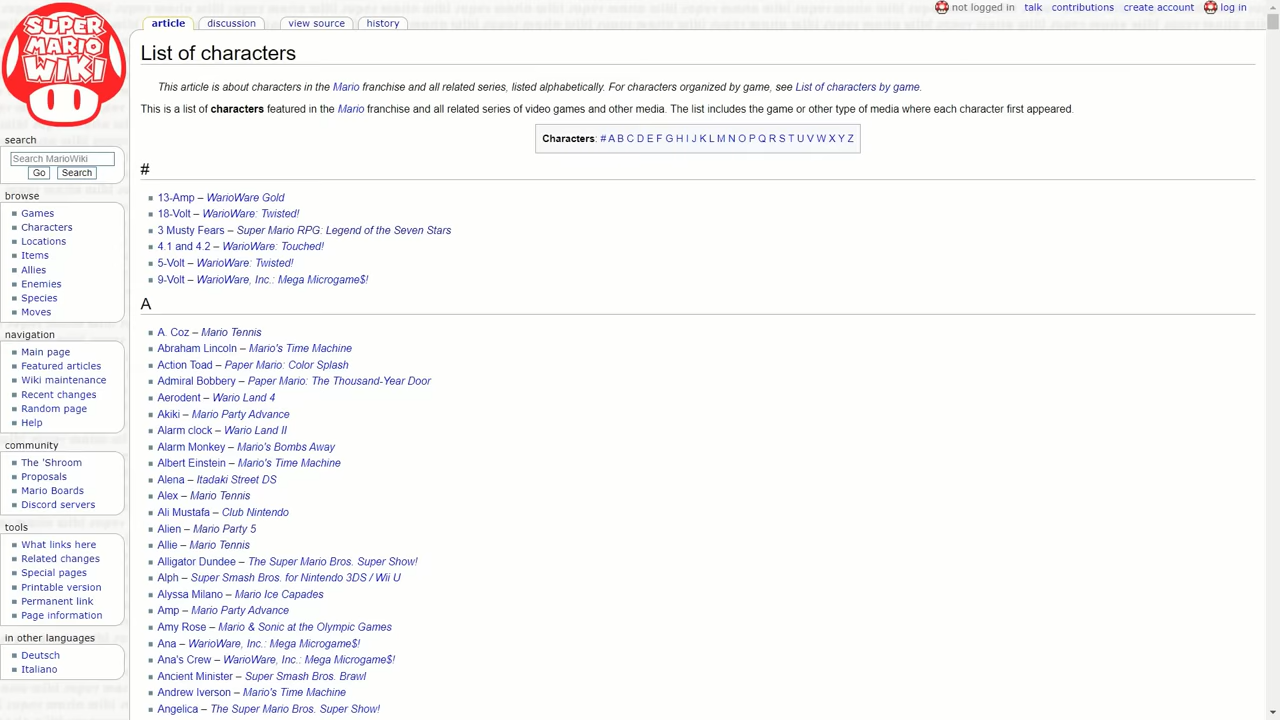 SUPER
MARIO
WIKI
article
discussion
view source
history
not logged in
talk
contributions
create account
log in
List of characters
This article is about characters in the Mario franchise and all related series, listed alphabetically. For characters organized by game, see List of characters by game.
This is a list of characters featured in the Mario franchise and all related series of video games and other media. The list includes the game or other type of media where each character first appeared.
Characters: # A B C D E F G H I J K L M N O P Q R S T U V W X Y Z
search
Search MarioWiki
Go
Search
browse
Games
Characters
Locations
Items
Allies
Enemies
Species
Moves
navigation
Main page
Featured articles
Wiki maintenance
Recent changes
Random page
Help
community
The 'Shroom
Proposals
Mario Boards
Discord servers
tools
What links here
Related changes
Special pages
Printable version
Permanent link
Page information
in other languages
Deutsch
Italiano
#
13-Amp – WarioWare Gold
18-Volt – WarioWare: Twisted!
3 Musty Fears – Super Mario RPG: Legend of the Seven Stars
4.1 and 4.2 – WarioWare: Touched!
5-Volt – WarioWare: Twisted!
9-Volt – WarioWare, Inc.: Mega Microgame$!
A
A. Coz – Mario Tennis
Abraham Lincoln – Mario's Time Machine
Action Toad – Paper Mario: Color Splash
Admiral Bobbery – Paper Mario: The Thousand-Year Door
Aerodent – Wario Land 4
Akiki – Mario Party Advance
Alarm clock – Wario Land II
Alarm Monkey – Mario's Bombs Away
Albert Einstein – Mario's Time Machine
Alena – Itadaki Street DS
Alex – Mario Tennis
Ali Mustafa – Club Nintendo
Alien – Mario Party 5
Allie – Mario Tennis
Alligator Dundee – The Super Mario Bros. Super Show!
Alph – Super Smash Bros. for Nintendo 3DS / Wii U
Alyssa Milano – Mario Ice Capades
Amp – Mario Party Advance
Amy Rose – Mario & Sonic at the Olympic Games
Ana – WarioWare, Inc.: Mega Microgame$!
Ana's Crew – WarioWare, Inc.: Mega Microgame$!
Ancient Minister – Super Smash Bros. Brawl
Andrew Iverson – Mario's Time Machine
Angelica – The Super Mario Bros. Super Show!